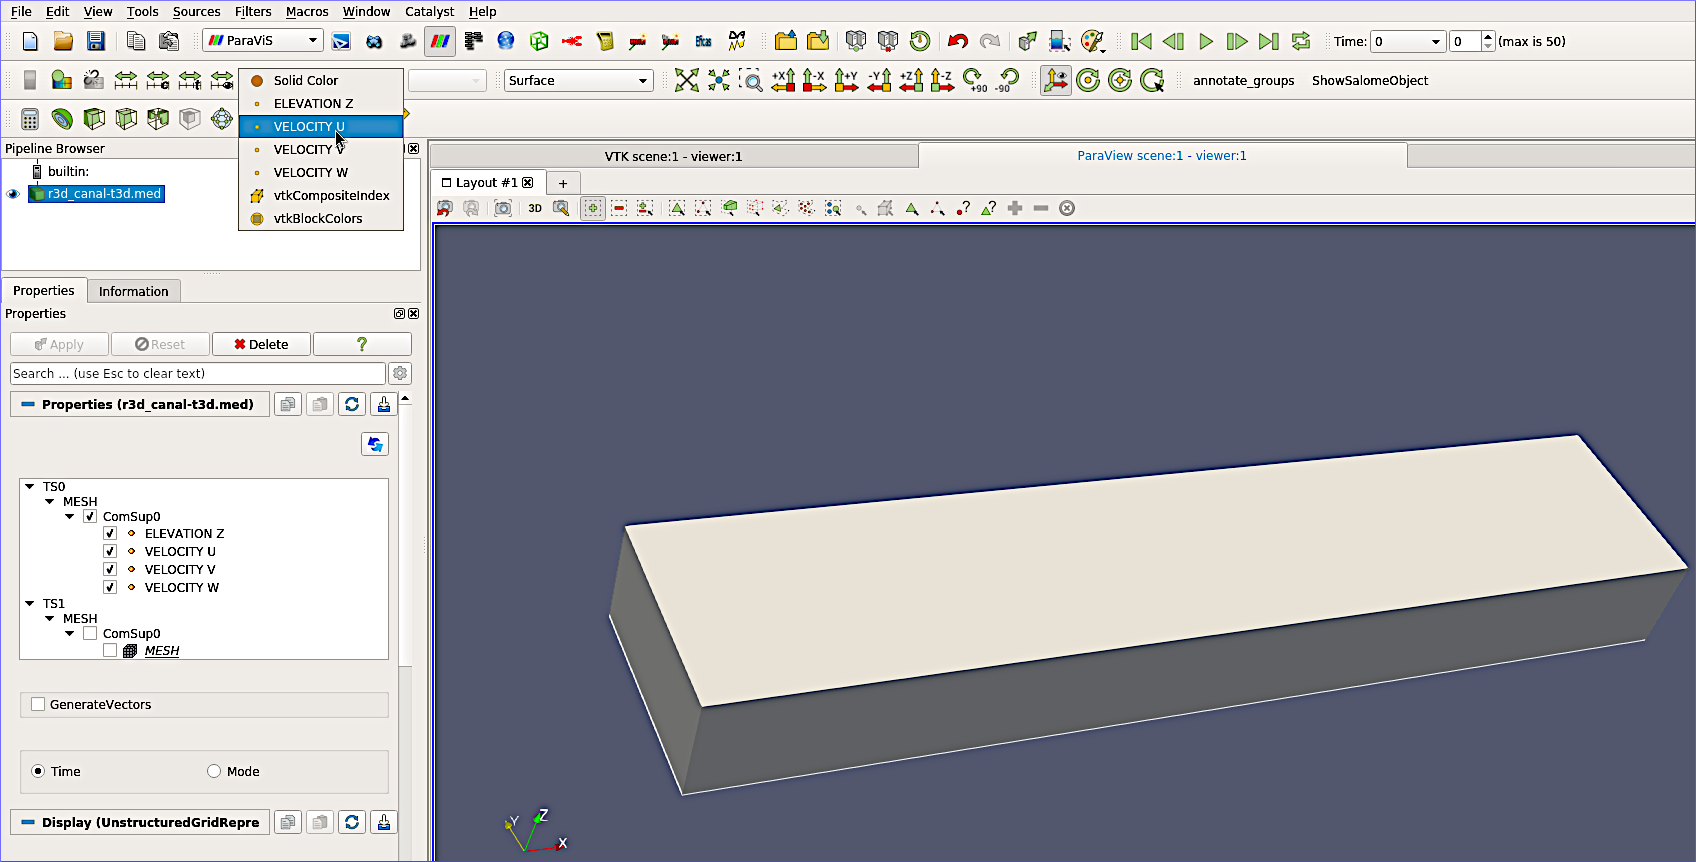 File Edit View Tools Sources Filters Macros Window Catalyst Help
ParaViS
Eficas
Time: 0 0 (max is 50)
Surface
+X -X +Y -Y +Z -Z +90 -90
annotate_groups ShowSalomeObject
Solid Color
ELEVATION Z
VELOCITY U
VELOCITY V
VELOCITY W
vtkCompositeIndex
vtkBlockColors
Pipeline Browser
builtin:
r3d_canal-t3d.med
VTK scene:1 - viewer:1 ParaView scene:1 - viewer:1
Layout #1 +
3D
Properties Information
Properties
Apply Reset Delete ?
Search ... (use Esc to clear text)
Properties (r3d_canal-t3d.med)
TS0
MESH
ComSup0
ELEVATION Z
VELOCITY U
VELOCITY V
VELOCITY W
TS1
MESH
ComSup0
MESH
GenerateVectors
Time Mode
Display (UnstructuredGridRepre
Y Z X